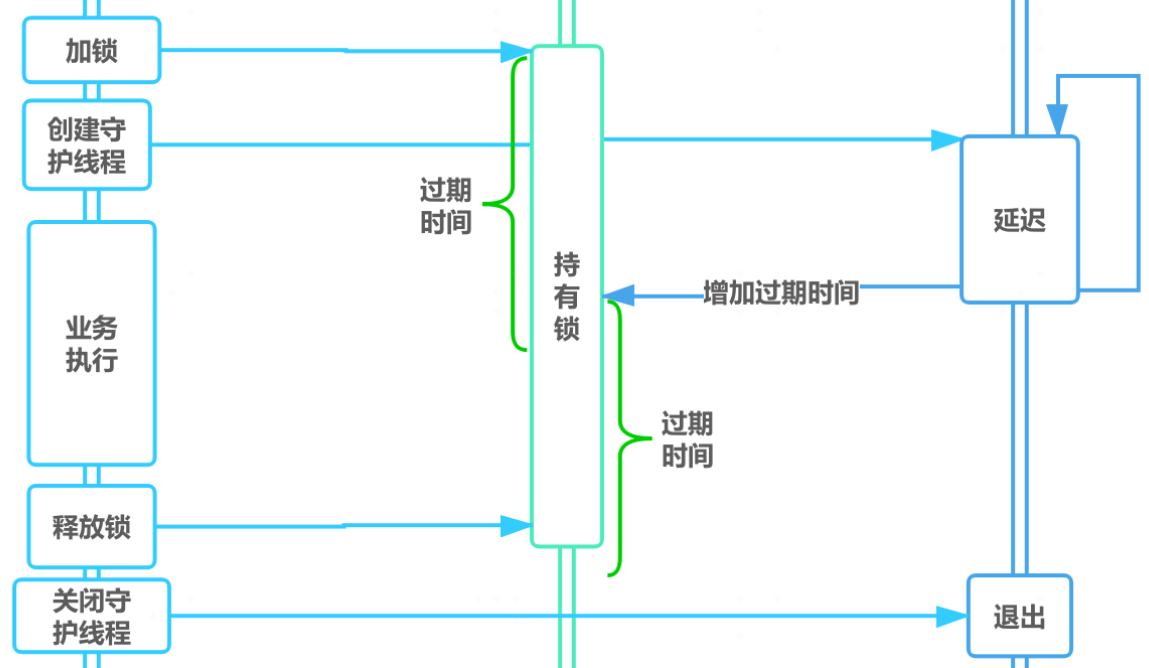 加锁
创建守
护线程
过期
时间
延迟
持
有
锁
增加过期时间
业务
执行
过期
时间
释放锁
关闭守
护线程
退出